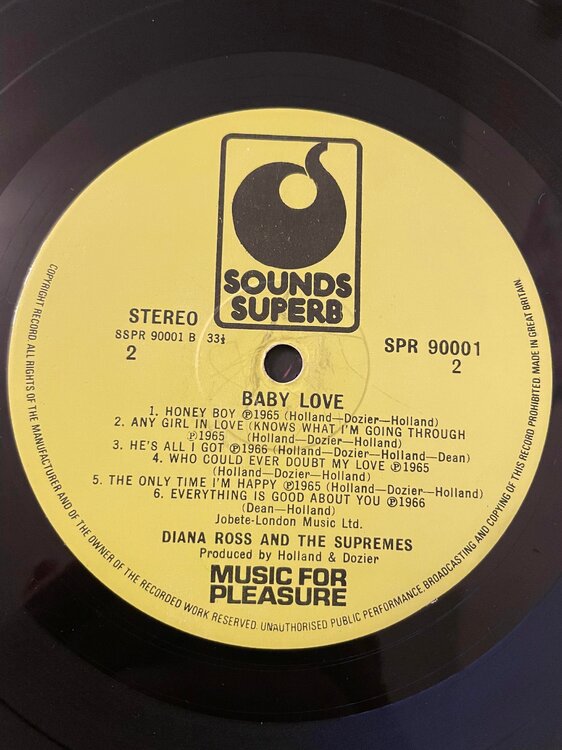 SOUNDS
SUPERB
STEREO
SSPR 90001 B 33⅓
2
SPR 90001
2
BABY LOVE
1. HONEY BOY ℗1965 (Holland—Dozier—Holland)
2. ANY GIRL IN LOVE (KNOWS WHAT I'M GOING THROUGH
℗1965 (Holland—Dozier—Holland)
3. HE'S ALL I GOT ℗1966 (Holland—Dozier—Holland—Dean)
4. WHO COULD EVER DOUBT MY LOVE ℗1965
(Holland—Dozier—Holland)
5. THE ONLY TIME I'M HAPPY ℗1965 (Holland—Dozier—Holland)
6. EVERYTHING IS GOOD ABOUT YOU ℗1966
(Dean—Holland)
Jobete-London Music Ltd.
DIANA ROSS AND THE SUPREMES
Produced by Holland & Dozier
MUSIC FOR
PLEASURE
COPYRIGHT RECORD ALL RIGHTS OF THE MANUFACTURER AND OF THE OWNER OF THE RECORDED WORK RESERVED. UNAUTHORISED PUBLIC PERFORMANCE, BROADCASTING AND COPYING OF THIS RECORD PROHIBITED. MADE IN GREAT BRITAIN.